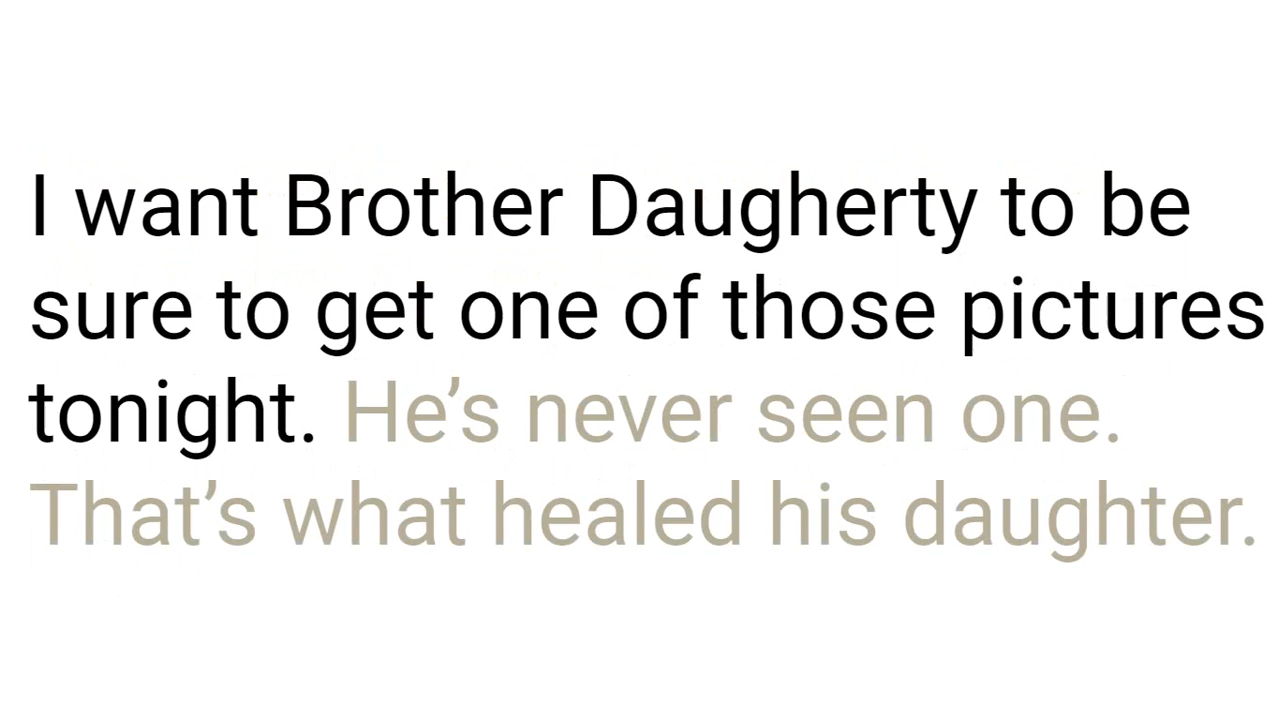 I want Brother Daugherty to be
sure to get one of those pictures
tonight. He’s never seen one.
That’s what healed his daughter.